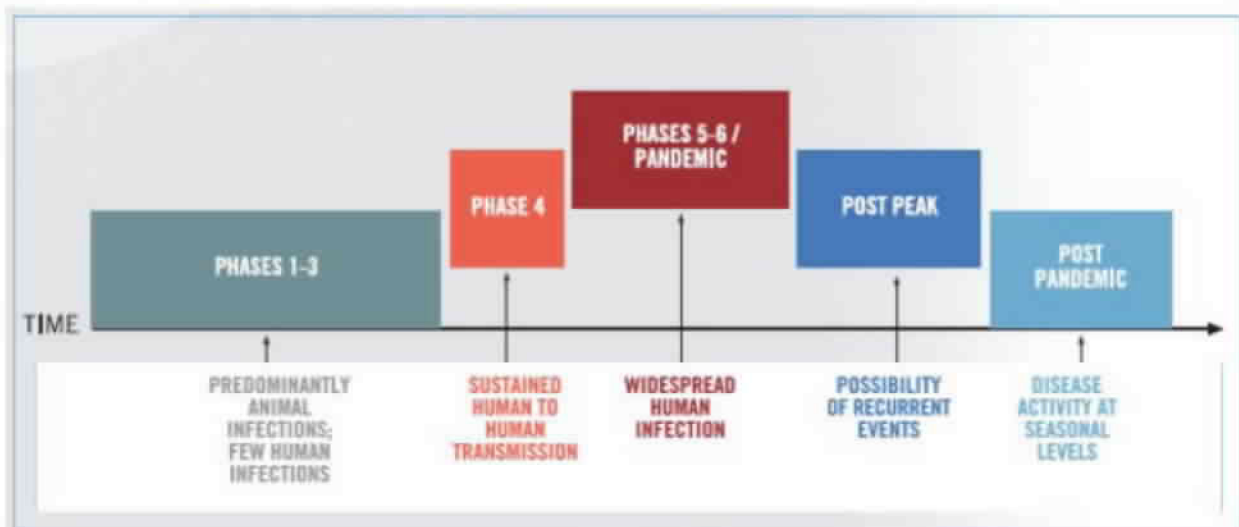 PHASES 5-6 /
PANDEMIC
PHASE 4
POST PEAK
PHASES 1-3
POST
PANDEMIC
TIME
PREDOMINANTLY
ANIMAL
INFECTIONS;
FEW HUMAN
INFECTIONS
SUSTAINED
HUMAN TO
HUMAN
TRANSMISSION
WIDESPREAD
HUMAN
INFECTION
POSSIBILITY
OF RECURRENT
EVENTS
DISEASE
ACTIVITY AT
SEASONAL
LEVELS